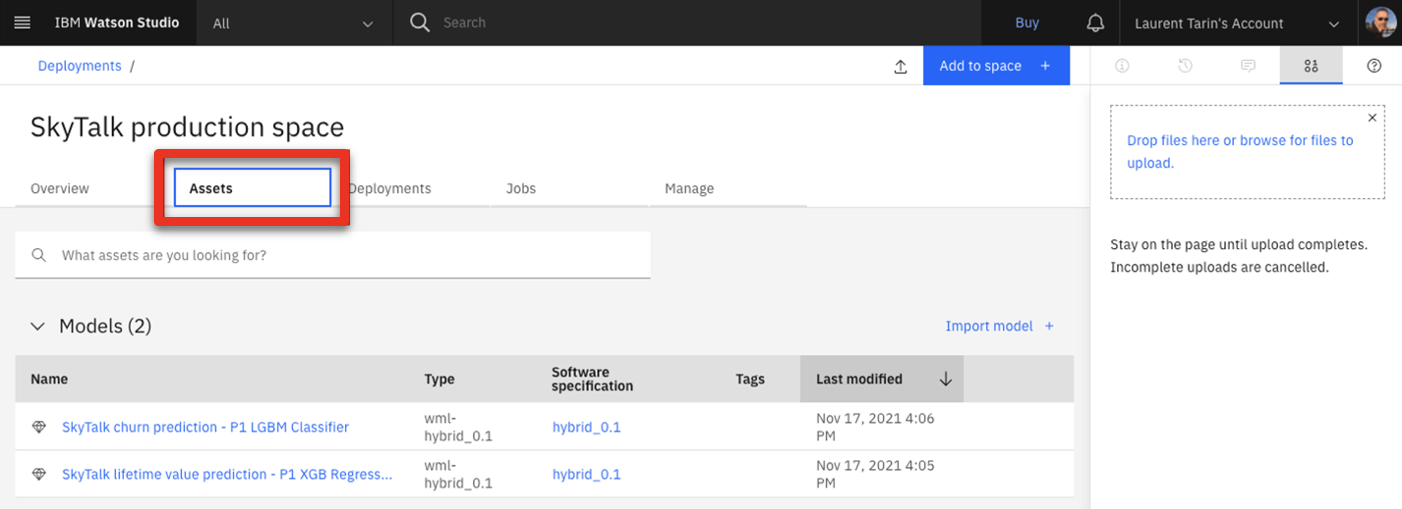 IBM Watson Studio
All
Search
Buy
Laurent Tarin's Account
Deployments /
Add to space +
SkyTalk production space
Overview
Assets
Deployments
Jobs
Manage
What assets are you looking for?
Models (2)
Import model +
Name
Type
Software
specification
Tags
Last modified
SkyTalk churn prediction - P1 LGBM Classifier
wml-
hybrid_0.1
hybrid_0.1
Nov 17, 2021 4:06
PM
SkyTalk lifetime value prediction - P1 XGB Regress...
wml-
hybrid_0.1
hybrid_0.1
Nov 17, 2021 4:05
PM
Drop files here or browse for files to
upload.
Stay on the page until upload completes.
Incomplete uploads are cancelled.